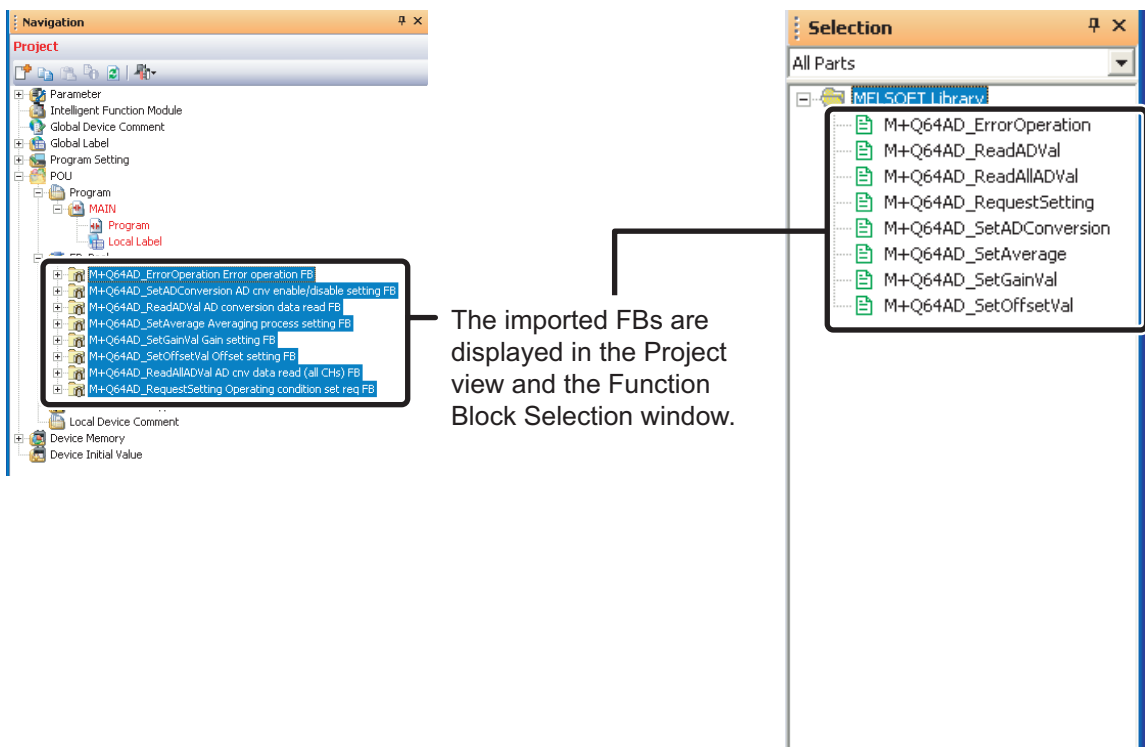 Navigation
Project
Parameter
Intelligent Function Module
Global Device Comment
Global Label
Program Setting
POU
Program
MAIN
Program
Local Label
M+Q64AD_ErrorOperation Error operation FB
M+Q64AD_SetADConversion AD cnv enable/disable setting FB
M+Q64AD_ReadADVal AD conversion data read FB
M+Q64AD_SetAverage Averaging process setting FB
M+Q64AD_SetGainVal Gain setting FB
M+Q64AD_SetOffsetVal Offset setting FB
M+Q64AD_ReadAllADVal AD cnv data read (all CHs) FB
M+Q64AD_RequestSetting Operating condition set req FB
Local Device Comment
Device Memory
Device Initial Value
The imported FBs are
displayed in the Project
view and the Function
Block Selection window.
Selection
All Parts
MELSOFT Library
M+Q64AD_ErrorOperation
M+Q64AD_ReadADVal
M+Q64AD_ReadAllADVal
M+Q64AD_RequestSetting
M+Q64AD_SetADConversion
M+Q64AD_SetAverage
M+Q64AD_SetGainVal
M+Q64AD_SetOffsetVal